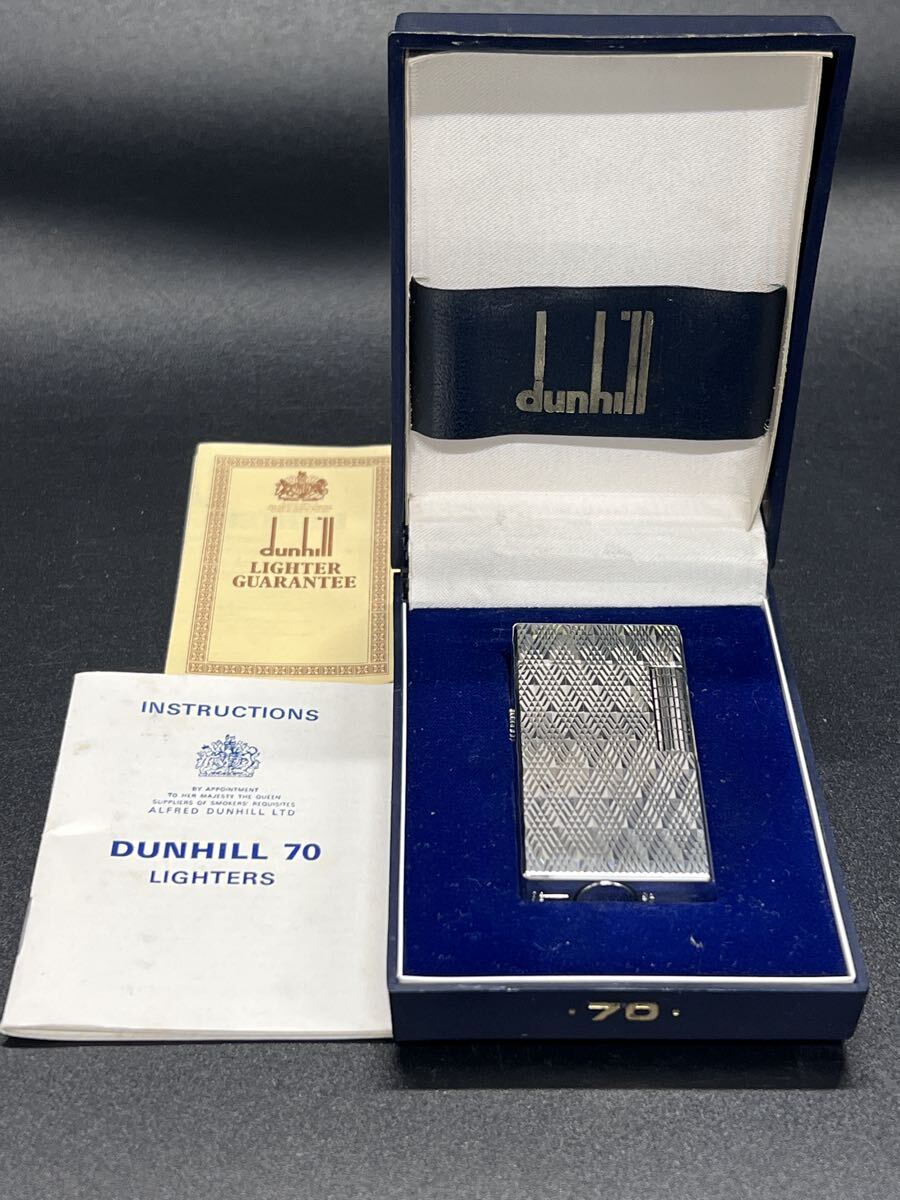 dunhill
dunhill
LIGHTER
GUARANTEE
INSTRUCTIONS
BY APPOINTMENT
TO HER MAJESTY THE QUEEN
SUPPLIERS OF SMOKERS' REQUISITES
ALFRED DUNHILL LTD
DUNHILL 70
LIGHTERS
· 70 ·